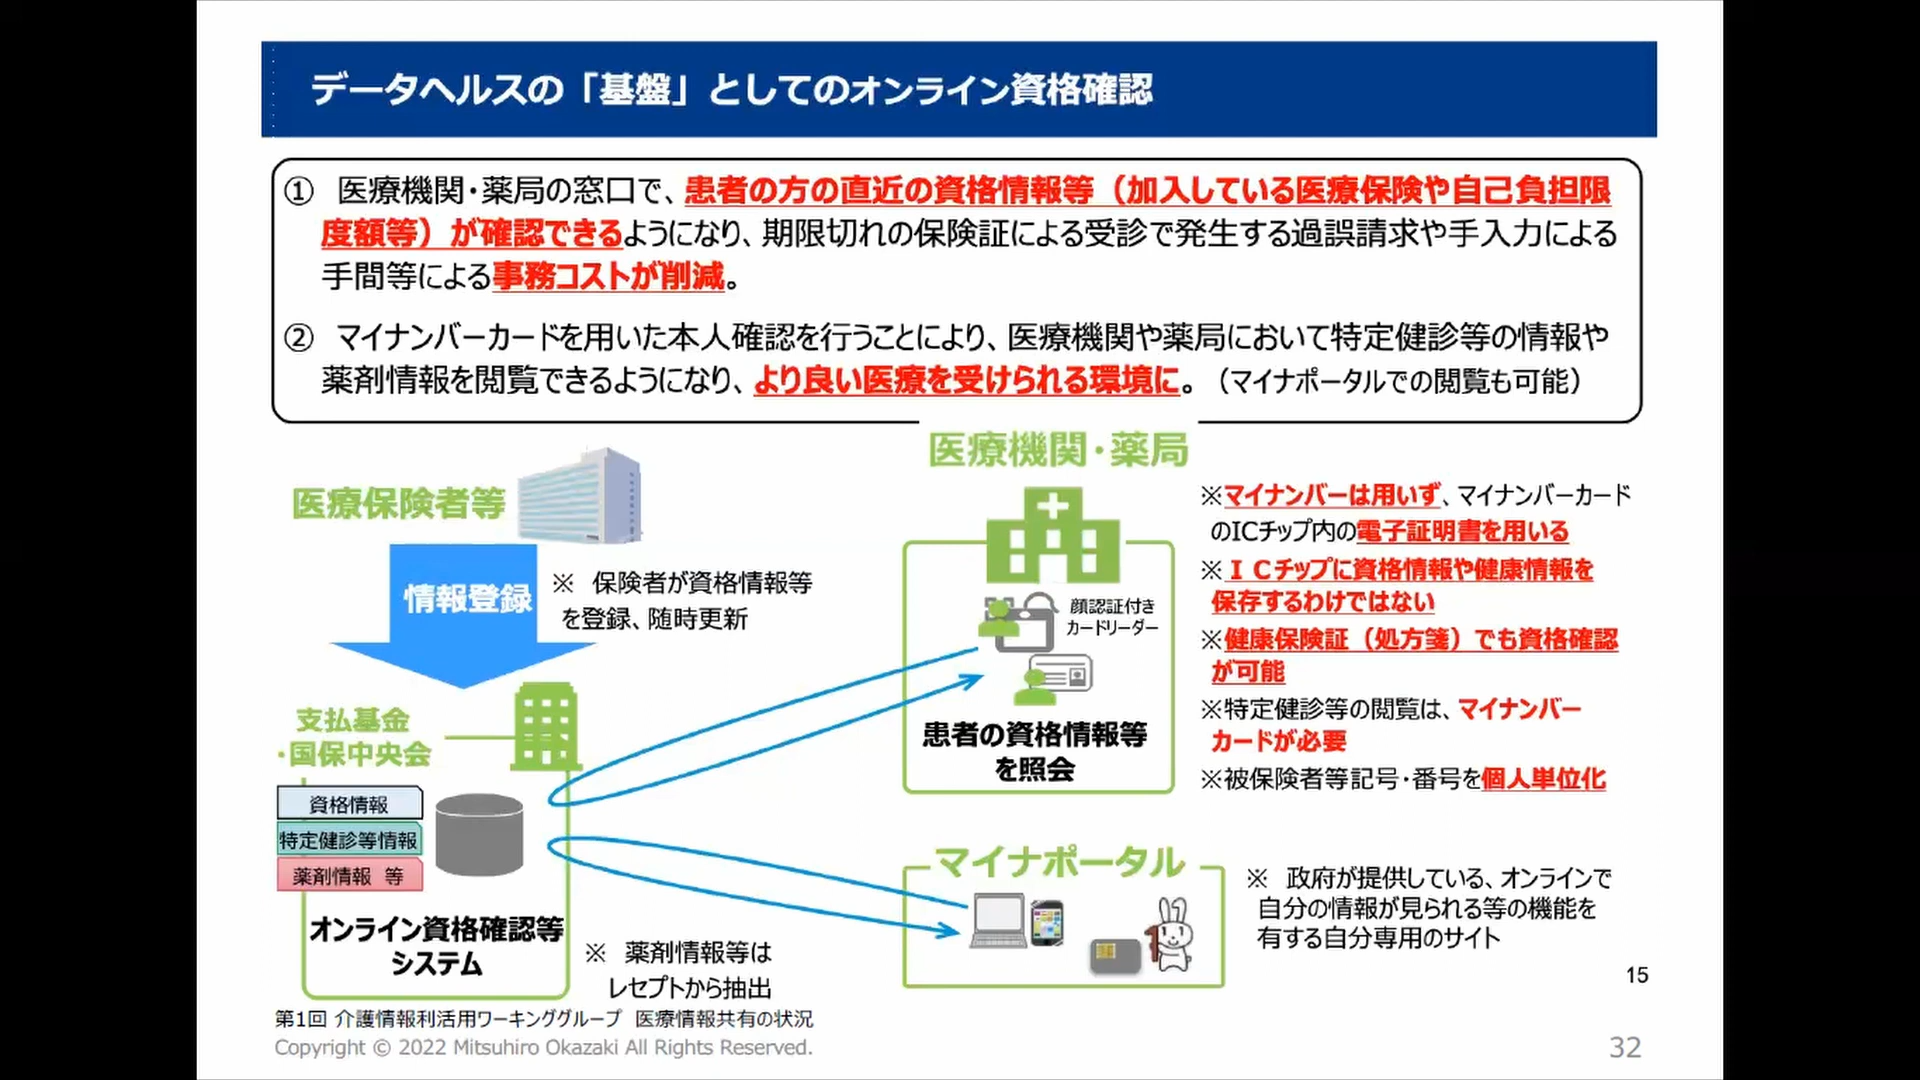 データヘルスの「基盤」としてのオンライン資格確認
① 医療機関・薬局の窓口で、患者の方の直近の資格情報等（加入している医療保険や自己負担限
度額等）が確認できるようになり、期限切れの保険証による受診で発生する過誤請求や手入力による
手間等による事務コストが削減。
② マイナンバーカードを用いた本人確認を行うことにより、医療機関や薬局において特定健診等の情報や
薬剤情報を閲覧できるようになり、より良い医療を受けられる環境に。（マイナポータルでの閲覧も可能）
医療保険者等
情報登録
※ 保険者が資格情報等
を登録、随時更新
支払基金
・国保中央会
資格情報
特定健診等情報
薬剤情報 等
オンライン資格確認等
システム
※ 薬剤情報等は
レセプトから抽出
医療機関・薬局
顔認証付き
カードリーダー
患者の資格情報等
を照会
※マイナンバーは用いず、マイナンバーカード
のICチップ内の電子証明書を用いる
※ＩＣチップに資格情報や健康情報を
保存するわけではない
※健康保険証（処方箋）でも資格確認
が可能
※特定健診等の閲覧は、マイナンバー
カードが必要
※被保険者等記号・番号を個人単位化
マイナポータル
※ 政府が提供している、オンラインで
自分の情報が見られる等の機能を
有する自分専用のサイト
15
第1回 介護情報利活用ワーキンググループ 医療情報共有の状況
Copyright © 2022 Mitsuhiro Okazaki All Rights Reserved.
32